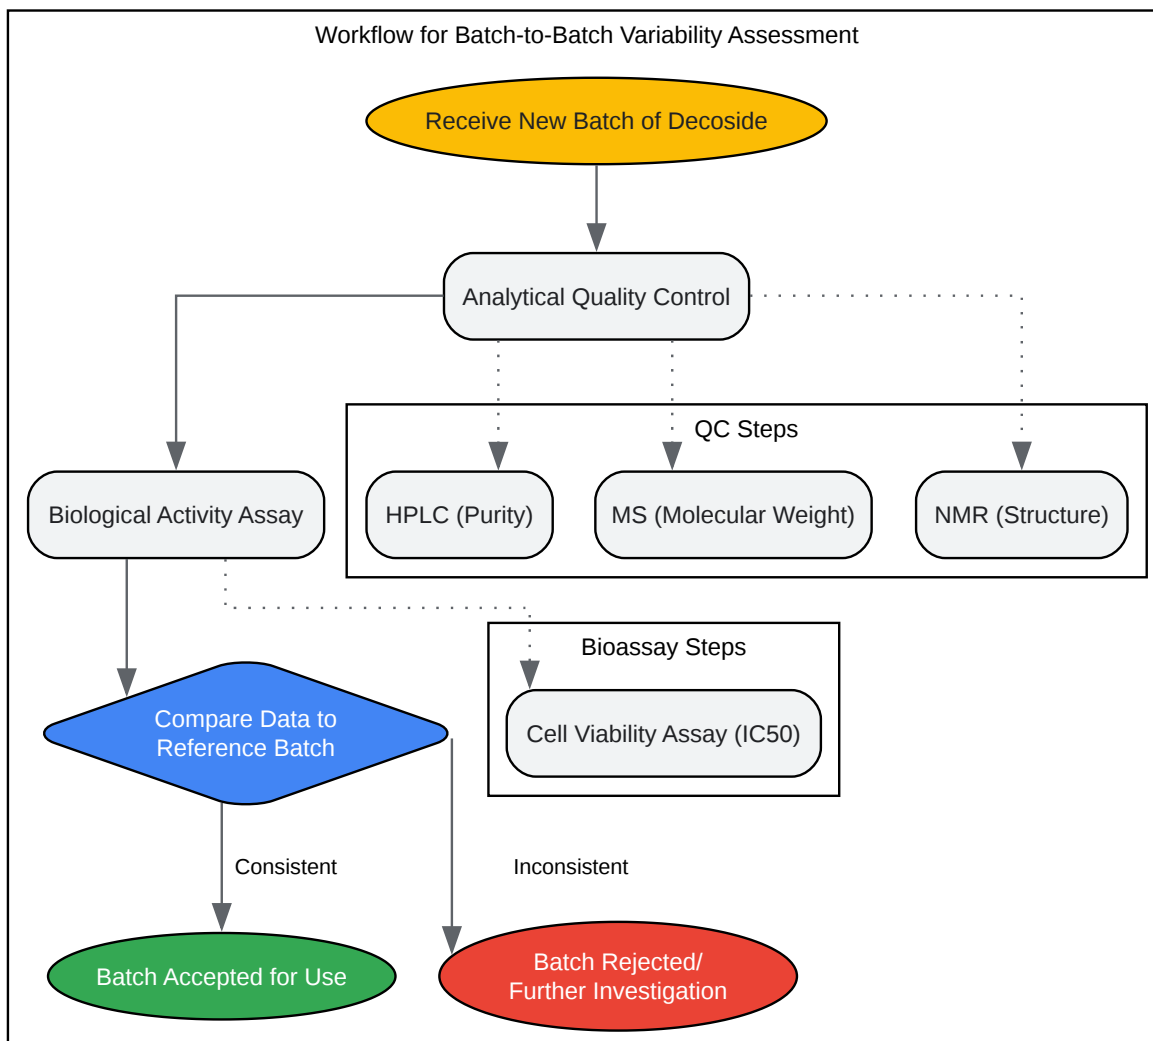 Workflow for Batch-to-Batch Variability Assessment
Receive New Batch of Decoside
Analytical Quality Control
QC Steps
Biological Activity Assay
HPLC (Purity)
MS (Molecular Weight)
NMR (Structure)
Bioassay Steps
Compare Data to
Reference Batch
Cell Viability Assay (IC50)
Consistent
Inconsistent
Batch Accepted for Use
Batch Rejected/
Further Investigation